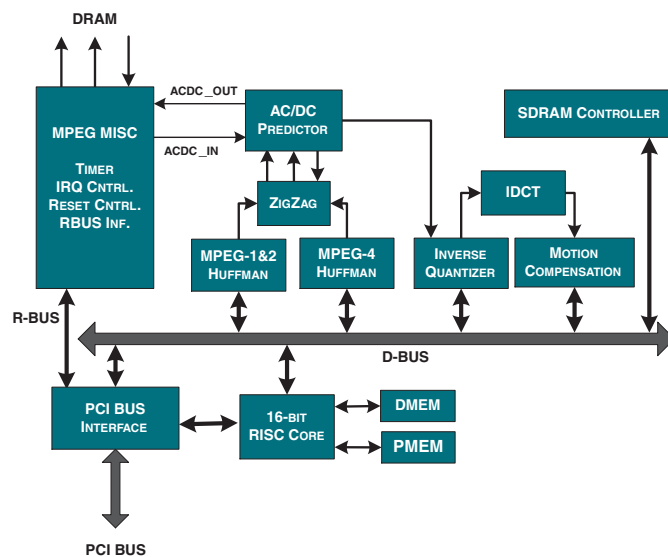 DRAM
MPEG MISC
TIMER
IRQ CNTRL.
RESET CNTRL.
RBUS INF.
ACDC_OUT
ACDC_IN
AC/DC
PREDICTOR
SDRAM CONTROLLER
ZIGZAG
IDCT
MPEG-1&2
HUFFMAN
MPEG-4
HUFFMAN
INVERSE
QUANTIZER
MOTION
COMPENSATION
R-BUS
D-BUS
PCI BUS
INTERFACE
16-BIT
RISC CORE
DMEM
PMEM
PCI BUS